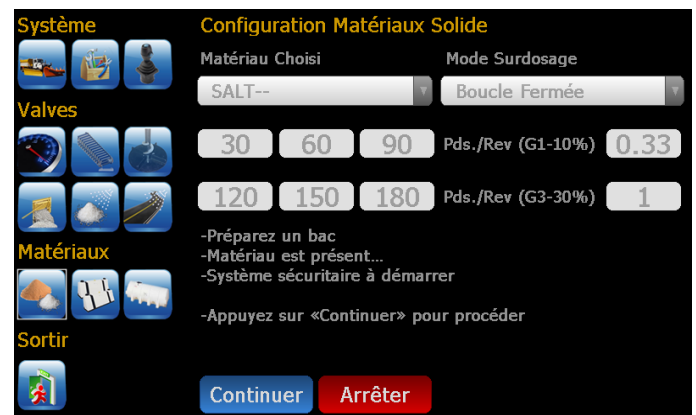 Système
Configuration Matériaux Solide
Matériau Choisi
Mode Surdosage
SALT--
Boucle Fermée
Valves
30 60 90 Pds./Rev (G1-10%) 0.33
120 150 180 Pds./Rev (G3-30%) 1
-Préparez un bac
Matériaux
-Matériau est présent...
-Système sécuritaire à démarrer
-Appuyez sur «Continuer» pour procéder
Sortir
Continuer Arrêter